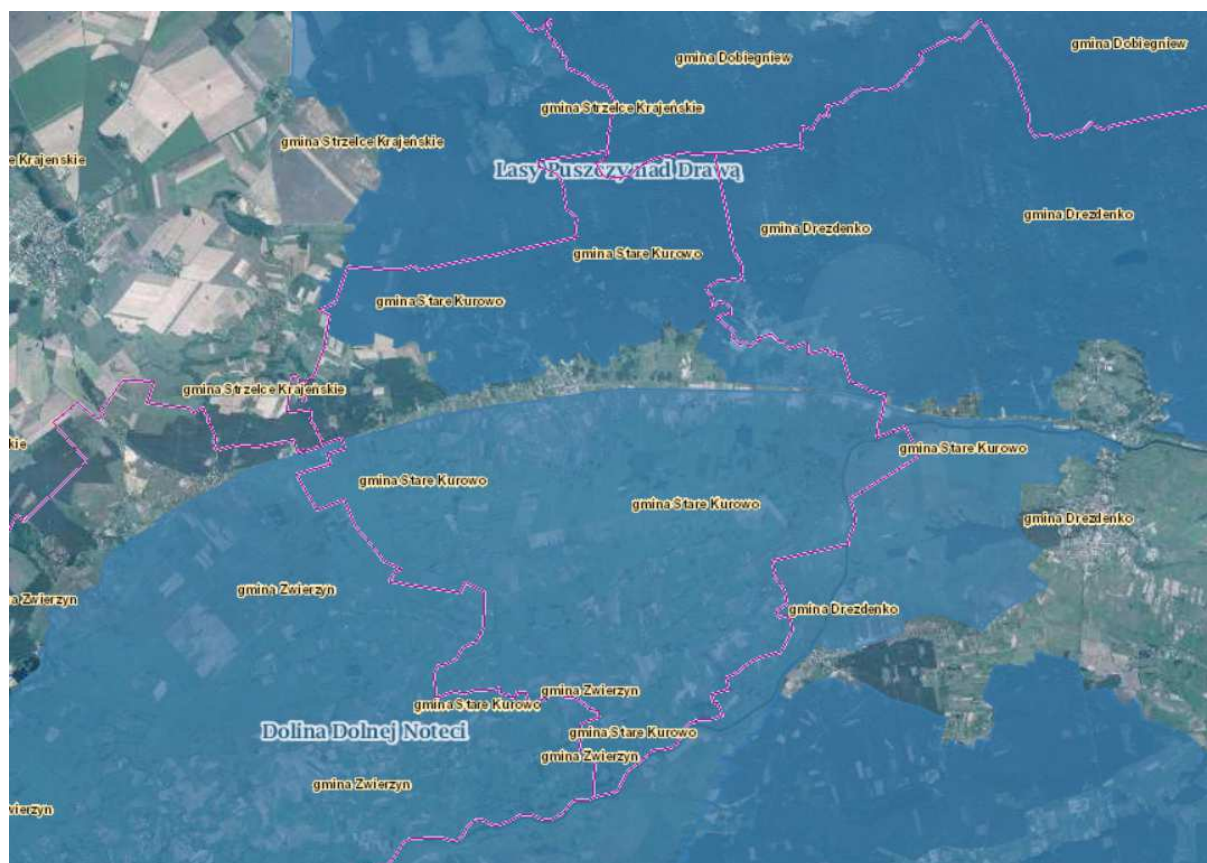 gmina Dobiegniew
gmina Dobiegniew
gmina Strzelce Krajeńskie
gmina Strzelce Krajeńskie
e Krajeńskie
Lasy Puszczy nad Drawą
gmina Drezdenko
gmina Drezdenko
gmina Stare Kurowo
gmina Stare Kurowo
gmina Strzelce Krajeńskie
kie
gmina Stare Kurowo
gmina Stare Kurowo
gmina Stare Kurowo
gmina Drezdenko
gmina Zwierzyn
a Zwierzyn
gmina Drezdenko
gmina Zwierzyn
gmina Stare Kurowo
Dolina Dolnej Noteci
gmina Stare Kurowo
gmina Zwierzyn
gmina Zwierzyn
wierzyn